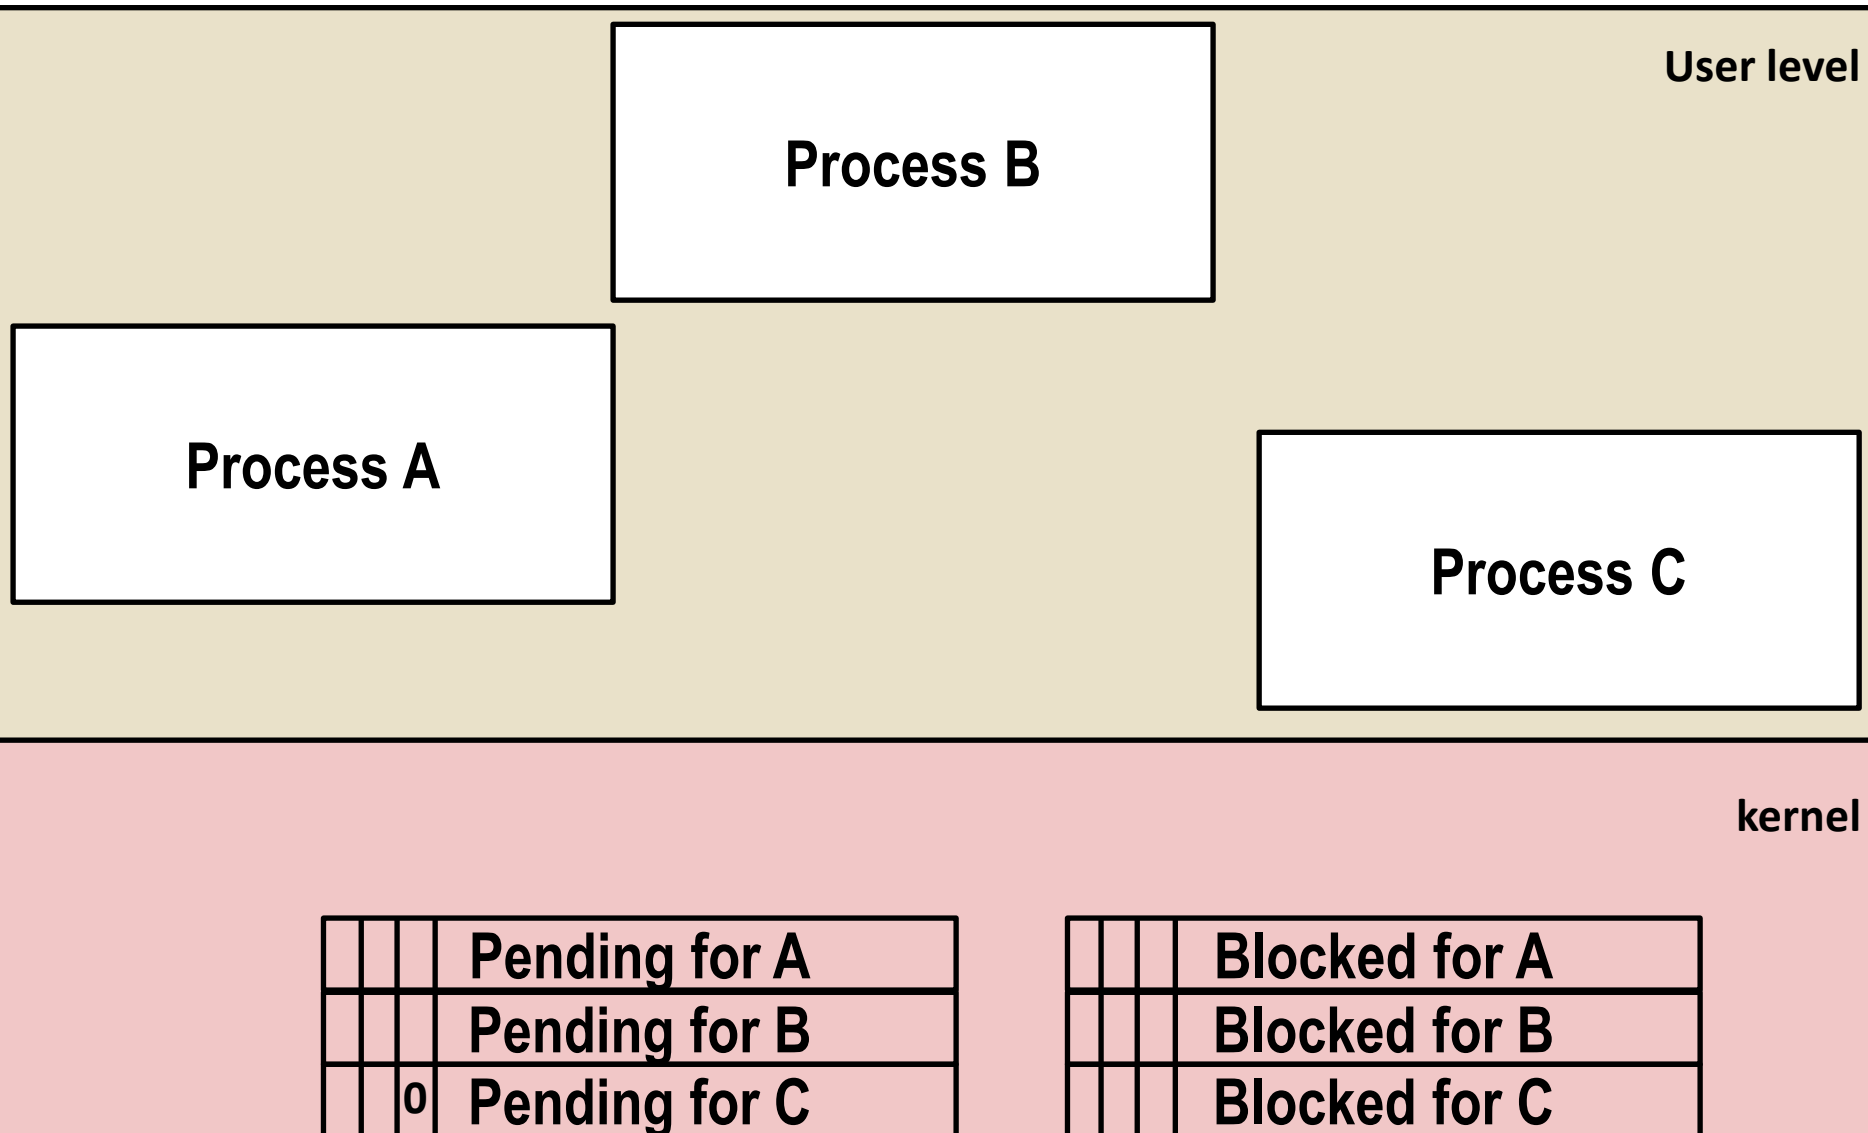 User level
Process B
Process A
Process C
kernel
Pending for A
Blocked for A
Pending for B
Blocked for B
0 Pending for C
Blocked for C